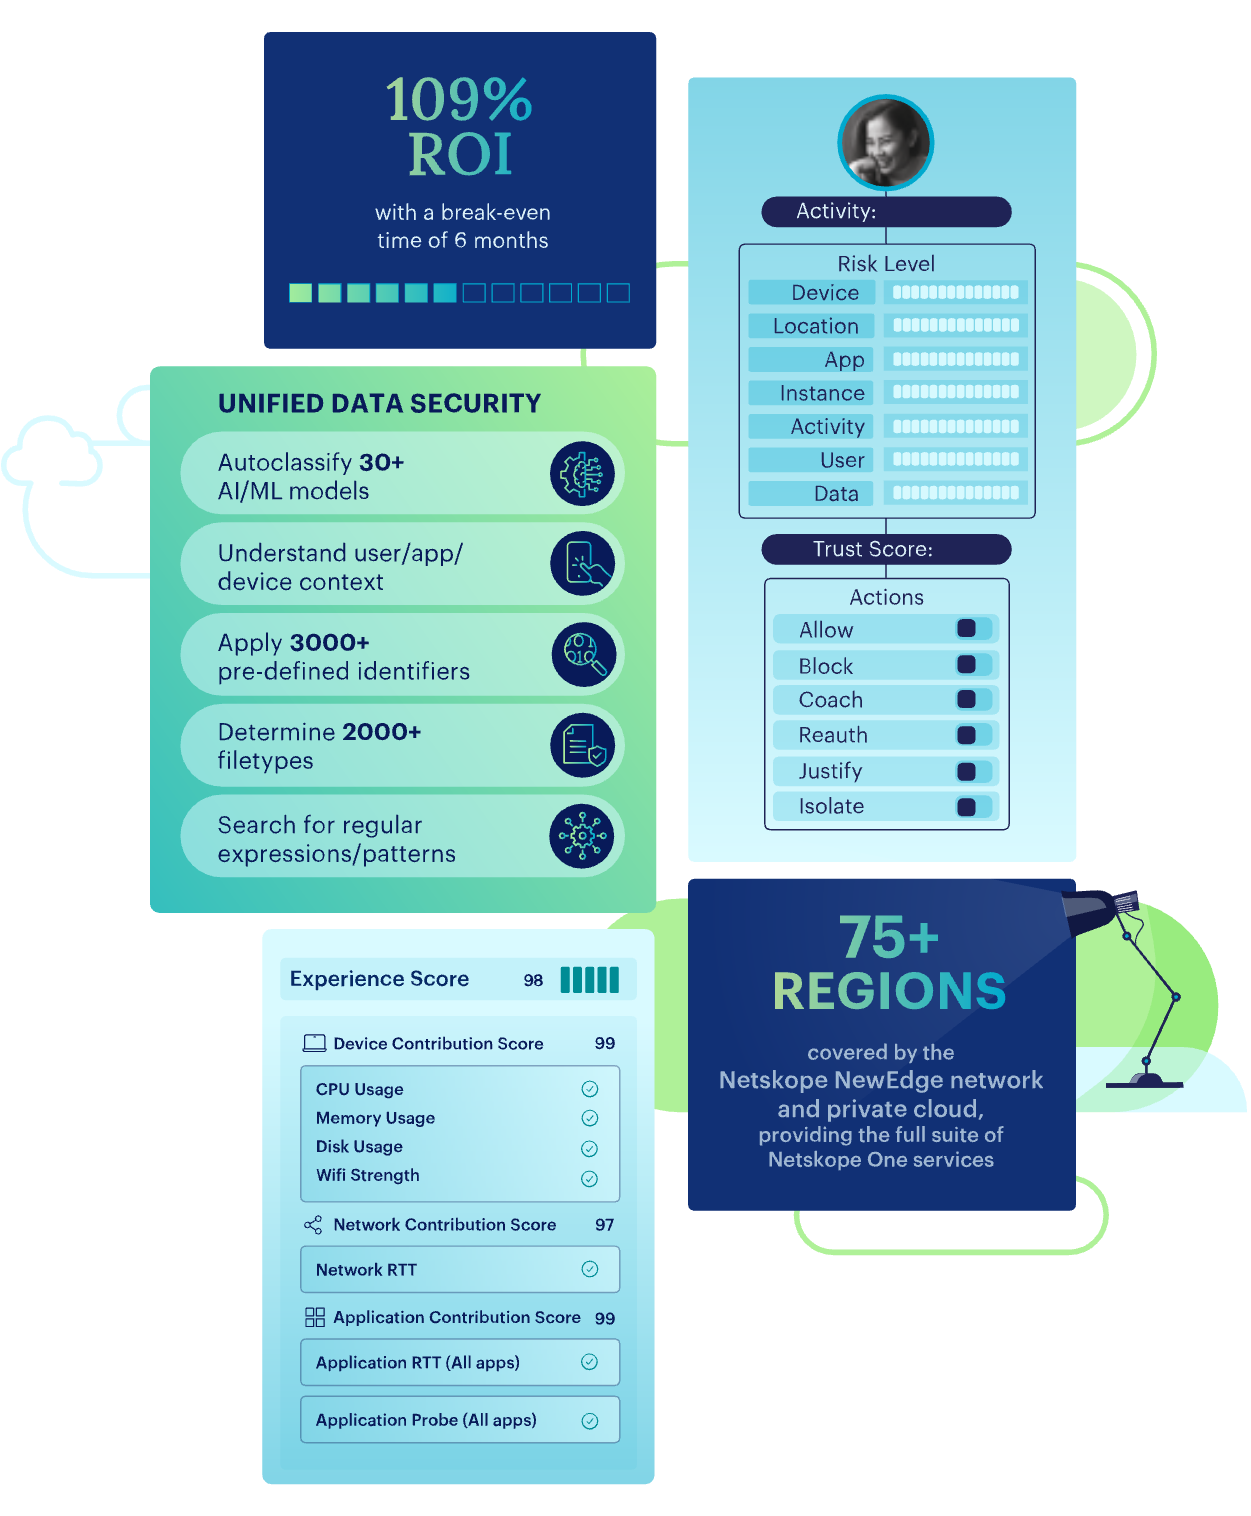 109%
ROI
with a break-even
time of 6 months
UNIFIED DATA SECURITY
Autoclassify 30+
AI/ML models
Understand user/app/
device context
Apply 3000+
pre-defined identifiers
Determine 2000+
filetypes
Search for regular
expressions/patterns
Experience Score 98
Device Contribution Score 99
CPU Usage
Memory Usage
Disk Usage
Wifi Strength
Network Contribution Score 97
Network RTT
Application Contribution Score 99
Application RTT (All apps)
Application Probe (All apps)
Activity:
Risk Level
Device
Location
App
Instance
Activity
User
Data
Trust Score:
Actions
Allow
Block
Coach
Reauth
Justify
Isolate
75+
REGIONS
covered by the
Netskope NewEdge network
and private cloud,
providing the full suite of
Netskope One services